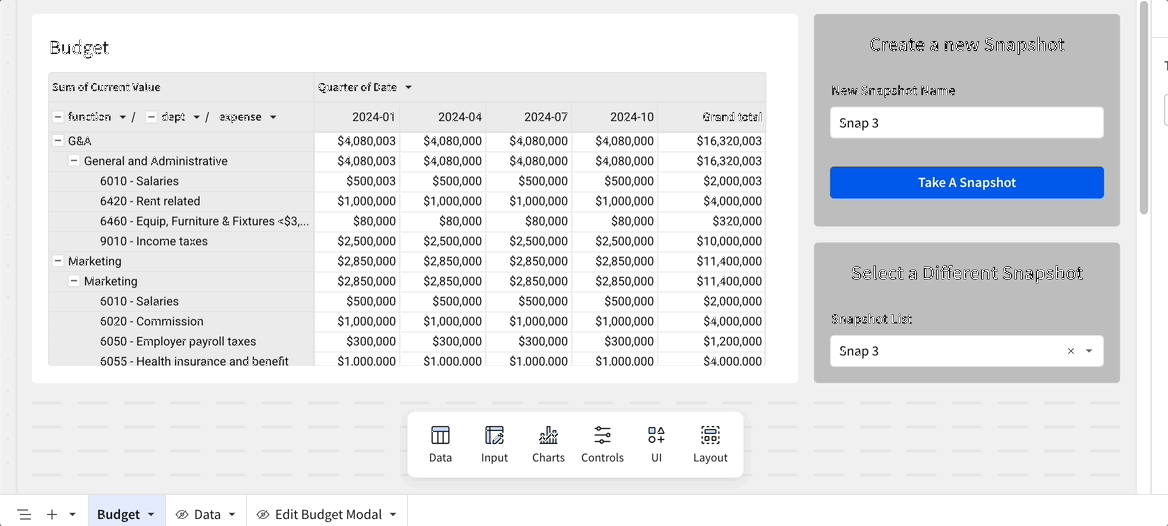 Budget
Sum of Current Value Quarter of Date
function / dept / expense 2024-01 2024-04 2024-07 2024-10 Grand total
G&A $4,080,003 $4,080,000 $4,080,000 $4,080,000 $16,320,003
General and Administrative $4,080,003 $4,080,000 $4,080,000 $4,080,000 $16,320,003
6010 - Salaries $500,003 $500,000 $500,000 $500,000 $2,000,003
6420 - Rent related $1,000,000 $1,000,000 $1,000,000 $1,000,000 $4,000,000
6460 - Equip, Furniture & Fixtures <$3,... $80,000 $80,000 $80,000 $80,000 $320,000
9010 - Income taxes $2,500,000 $2,500,000 $2,500,000 $2,500,000 $10,000,000
Marketing $2,850,000 $2,850,000 $2,850,000 $2,850,000 $11,400,000
Marketing $2,850,000 $2,850,000 $2,850,000 $2,850,000 $11,400,000
6010 - Salaries $500,000 $500,000 $500,000 $500,000 $2,000,000
6020 - Commission $1,000,000 $1,000,000 $1,000,000 $1,000,000 $4,000,000
6050 - Employer payroll taxes $300,000 $300,000 $300,000 $300,000 $1,200,000
6055 - Health insurance and benefit $1,000,000 $1,000,000 $1,000,000 $1,000,000 $4,000,000
Create a new Snapshot
New Snapshot Name
Snap 3
Take A Snapshot
Select a Different Snapshot
Snapshot List
Snap 3
Data Input Charts Controls UI Layout
Budget Data Edit Budget Modal